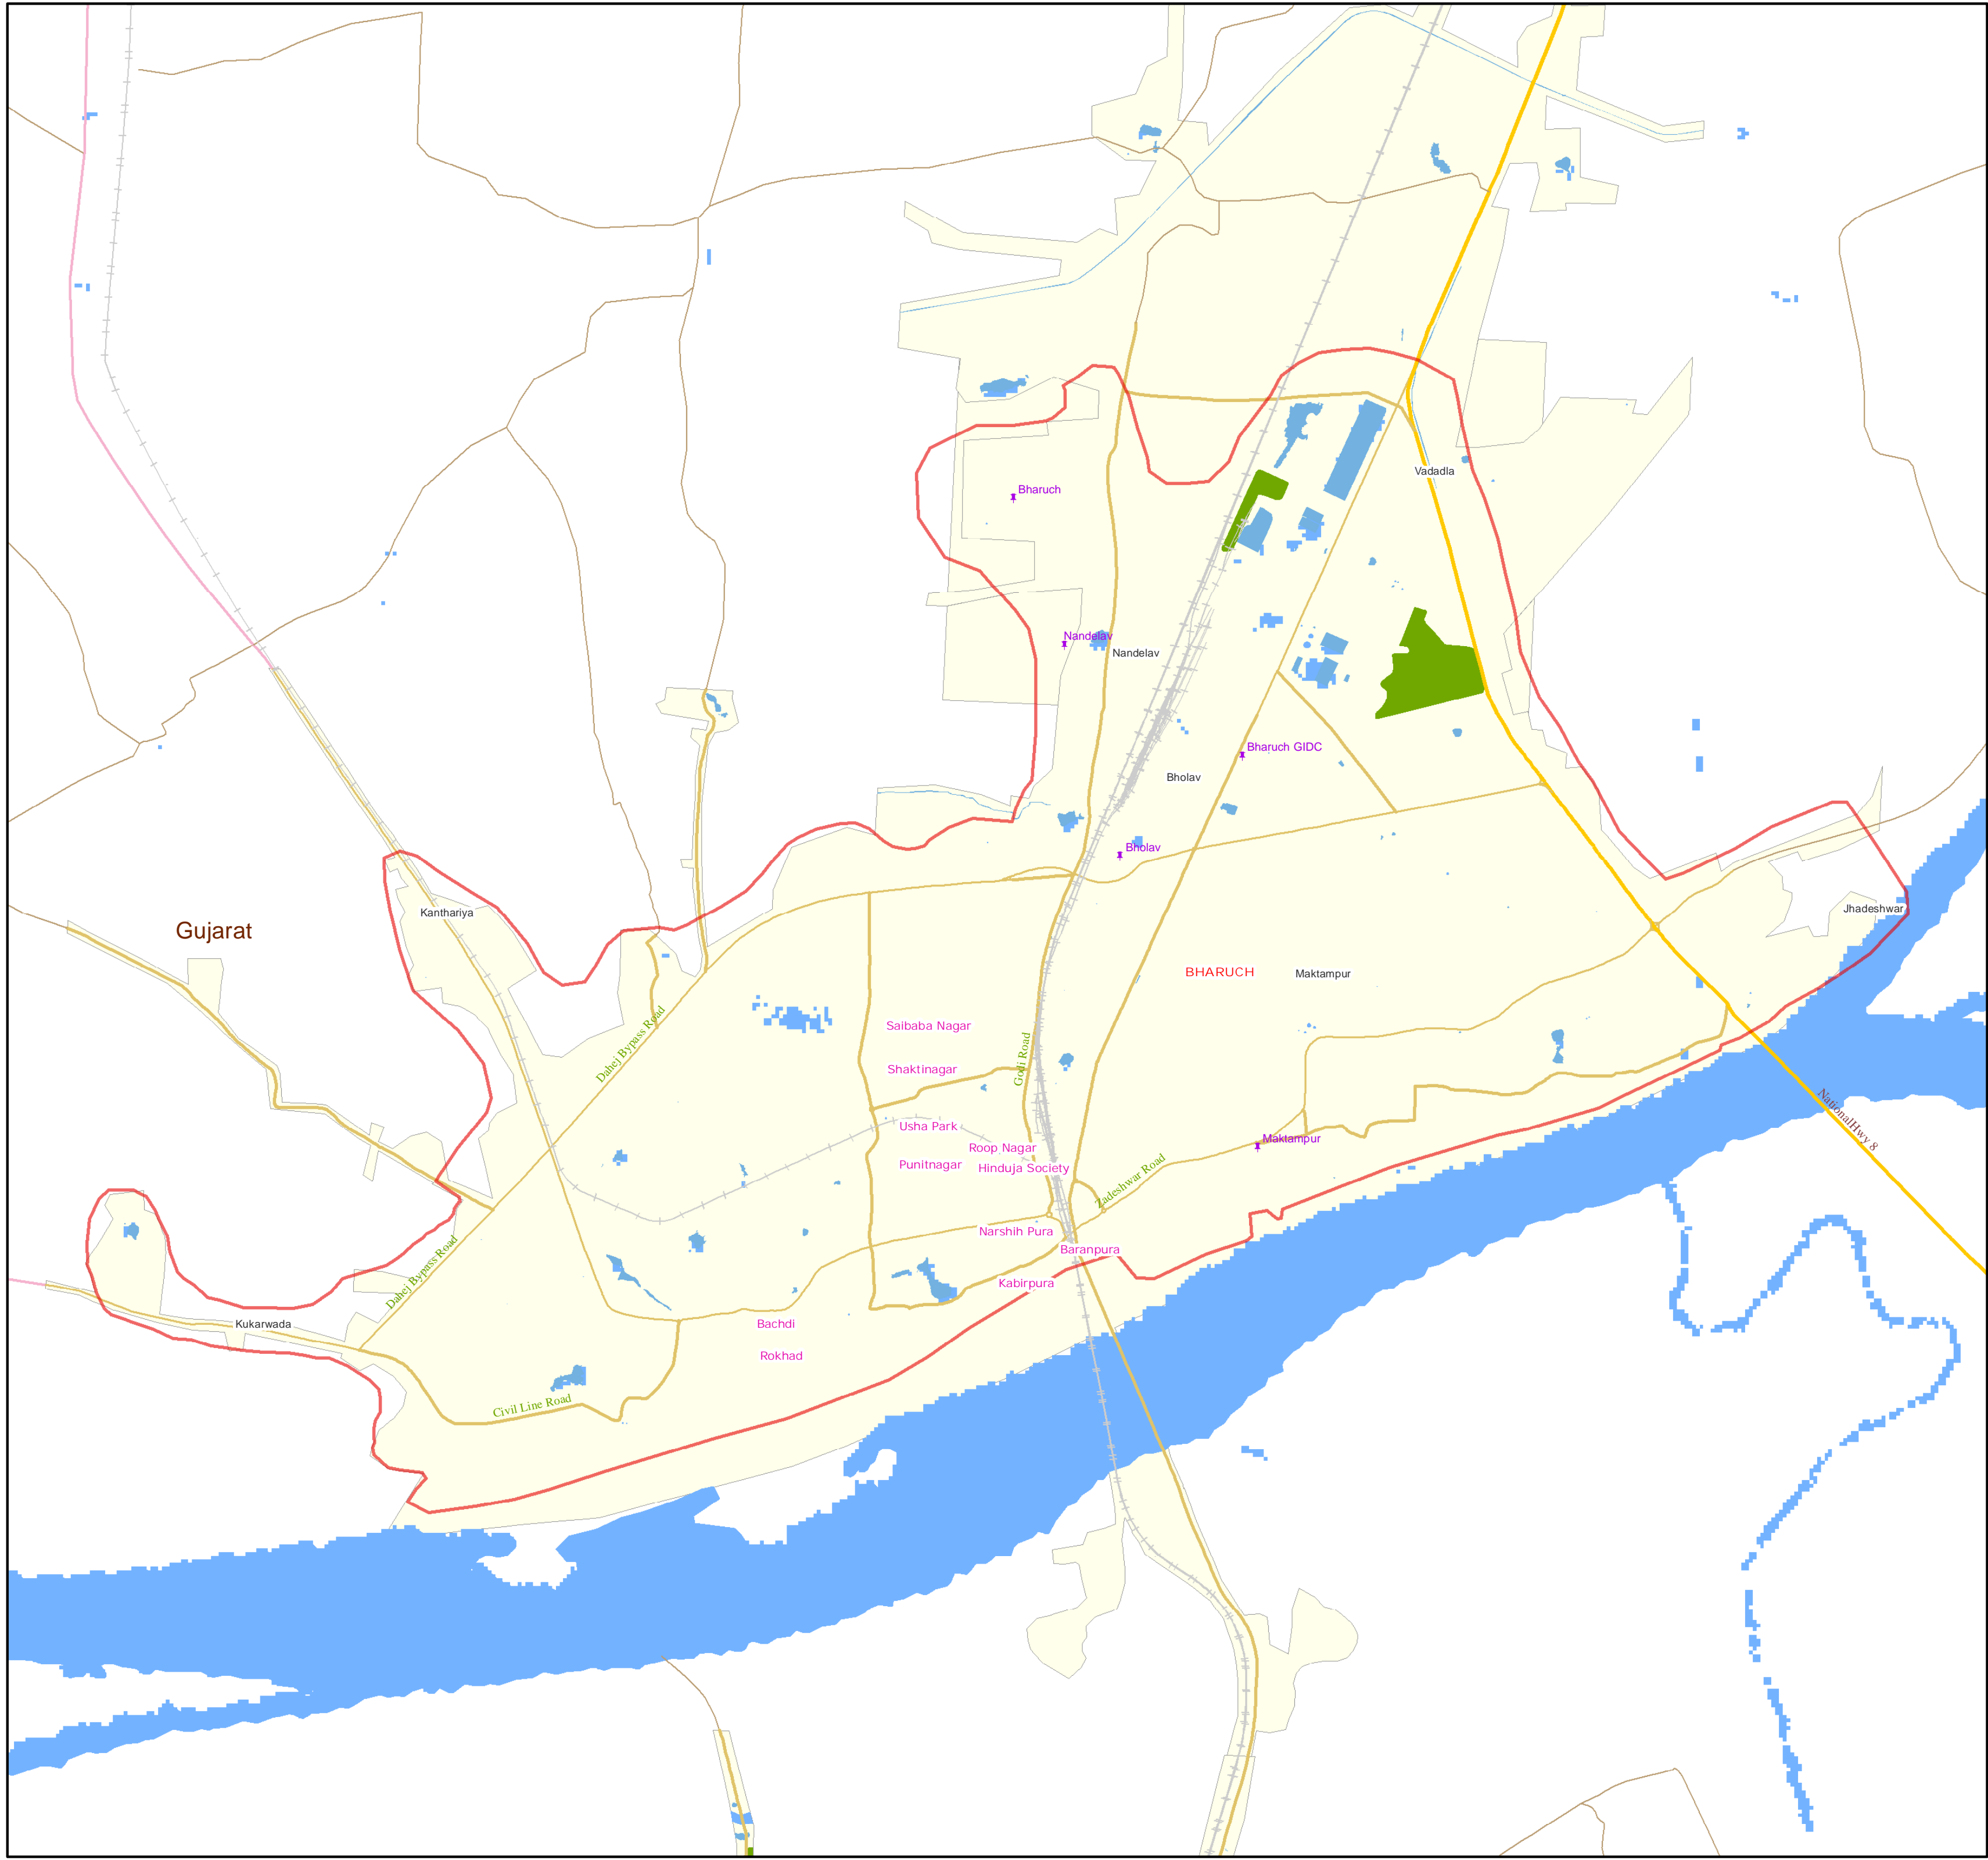 Vadadla
Bharuch
Nandelav
Nandelav
Bharuch GIDC
Bholav
Bholav
Jhadeshwar
Kanthariya
Gujarat
BHARUCH
Maktampur
Saibaba Nagar
Dahej Bypass Road
Godi Road
Shaktinagar
NationalHwy 8
Usha Park
Maktampur
Roop Nagar
Punitnagar
Hinduja Society
Zadeshwar Road
Narshih Pura
Baranpura
Dahej Bypass Road
Kabirpura
Kukarwada
Bachdi
Rokhad
Civil Line Road